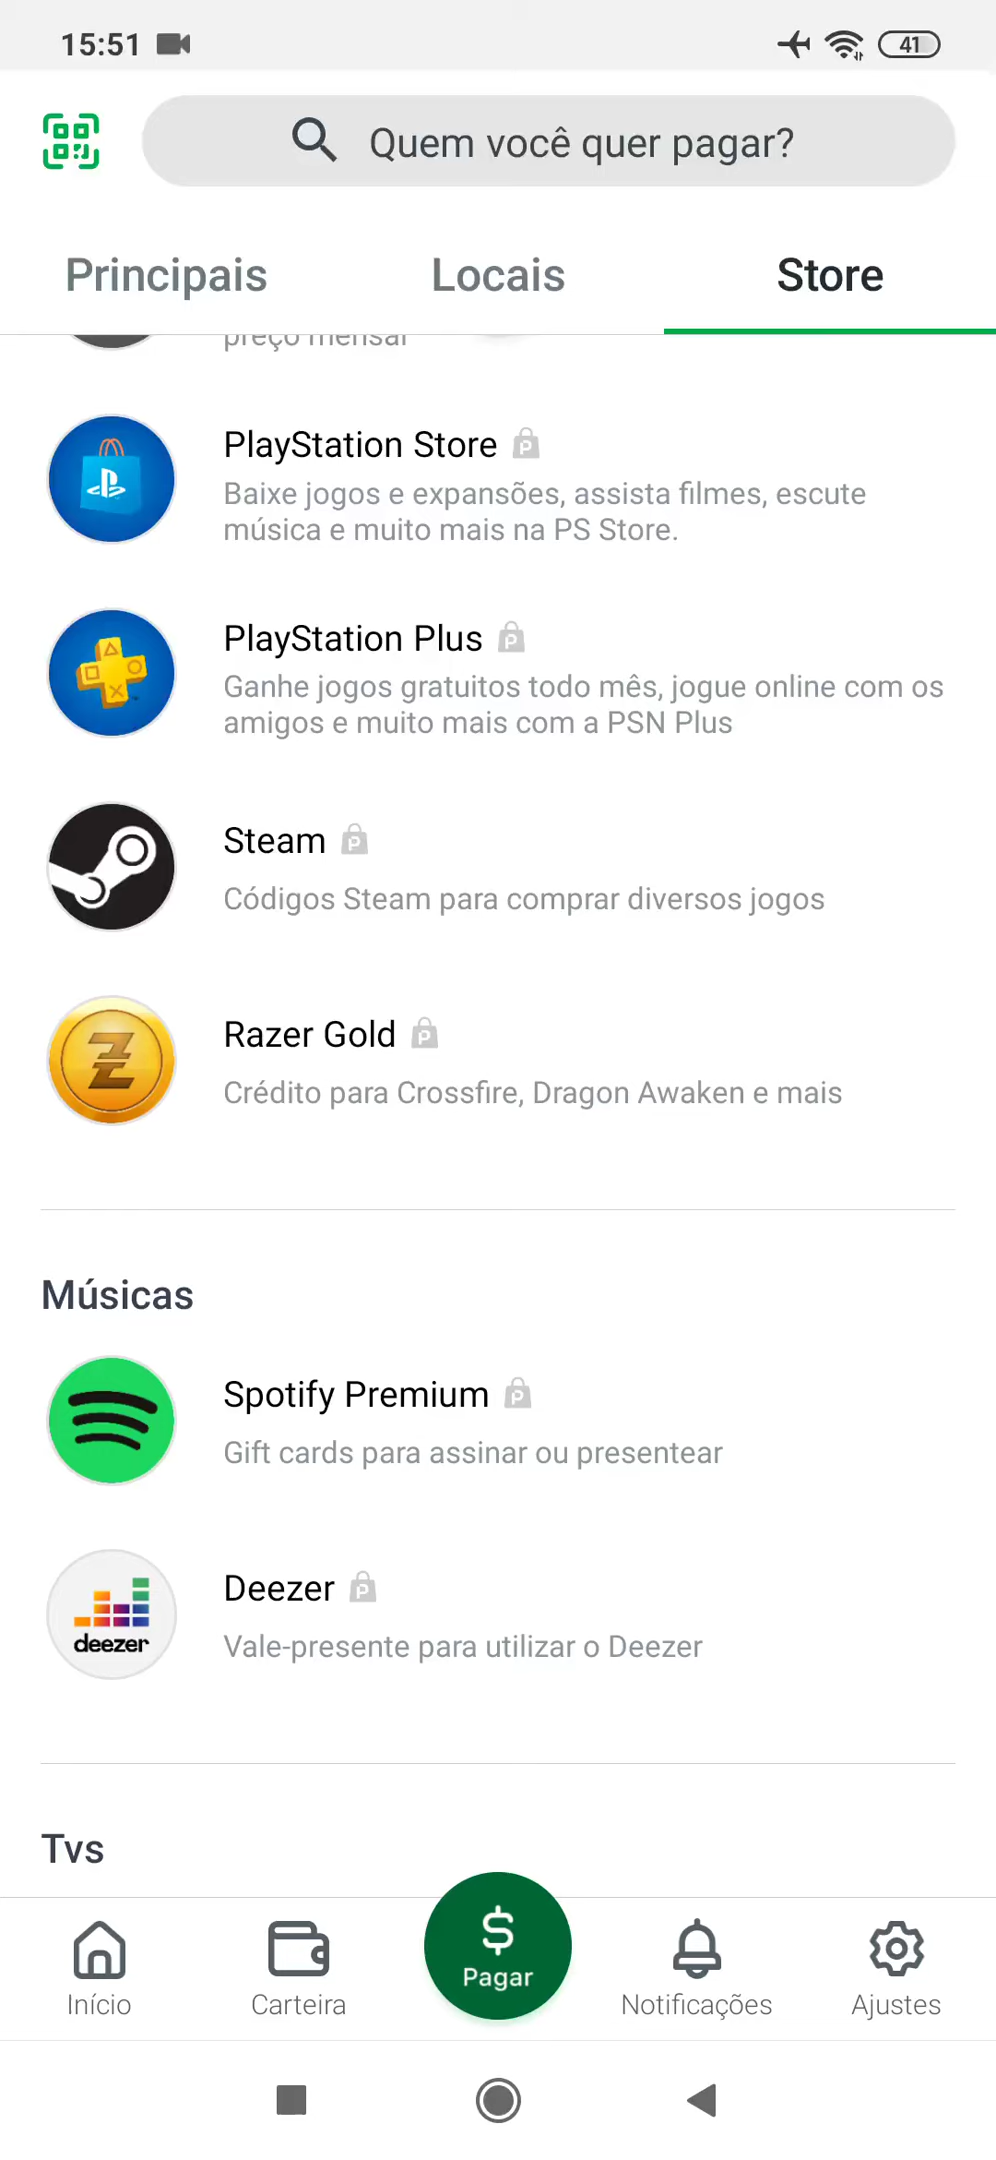 15:51
41
Quem você quer pagar?
Principais
Locais
Store
preço mensal
PlayStation Store
Baixe jogos e expansões, assista filmes, escute
música e muito mais na PS Store.
PlayStation Plus
Ganhe jogos gratuitos todo mês, jogue online com os
amigos e muito mais com a PSN Plus
Steam
Códigos Steam para comprar diversos jogos
Razer Gold
Crédito para Crossfire, Dragon Awaken e mais
Músicas
Spotify Premium
Gift cards para assinar ou presentear
deezer
Deezer
Vale-presente para utilizar o Deezer
Tvs
Início
Carteira
$
Pagar
Notificações
Ajustes